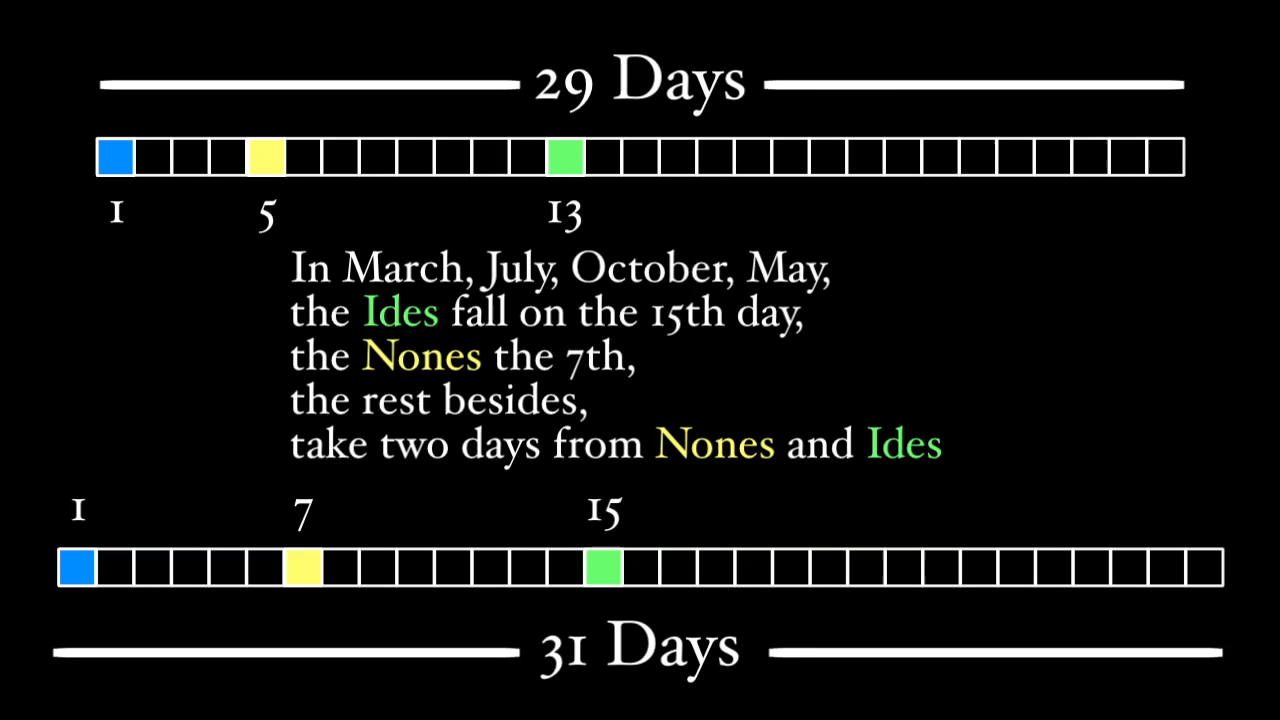 29 Days
1 5 13
In March, July, October, May,
the Ides fall on the 15th day,
the Nones the 7th,
the rest besides,
take two days from Nones and Ides
1 7 15
31 Days